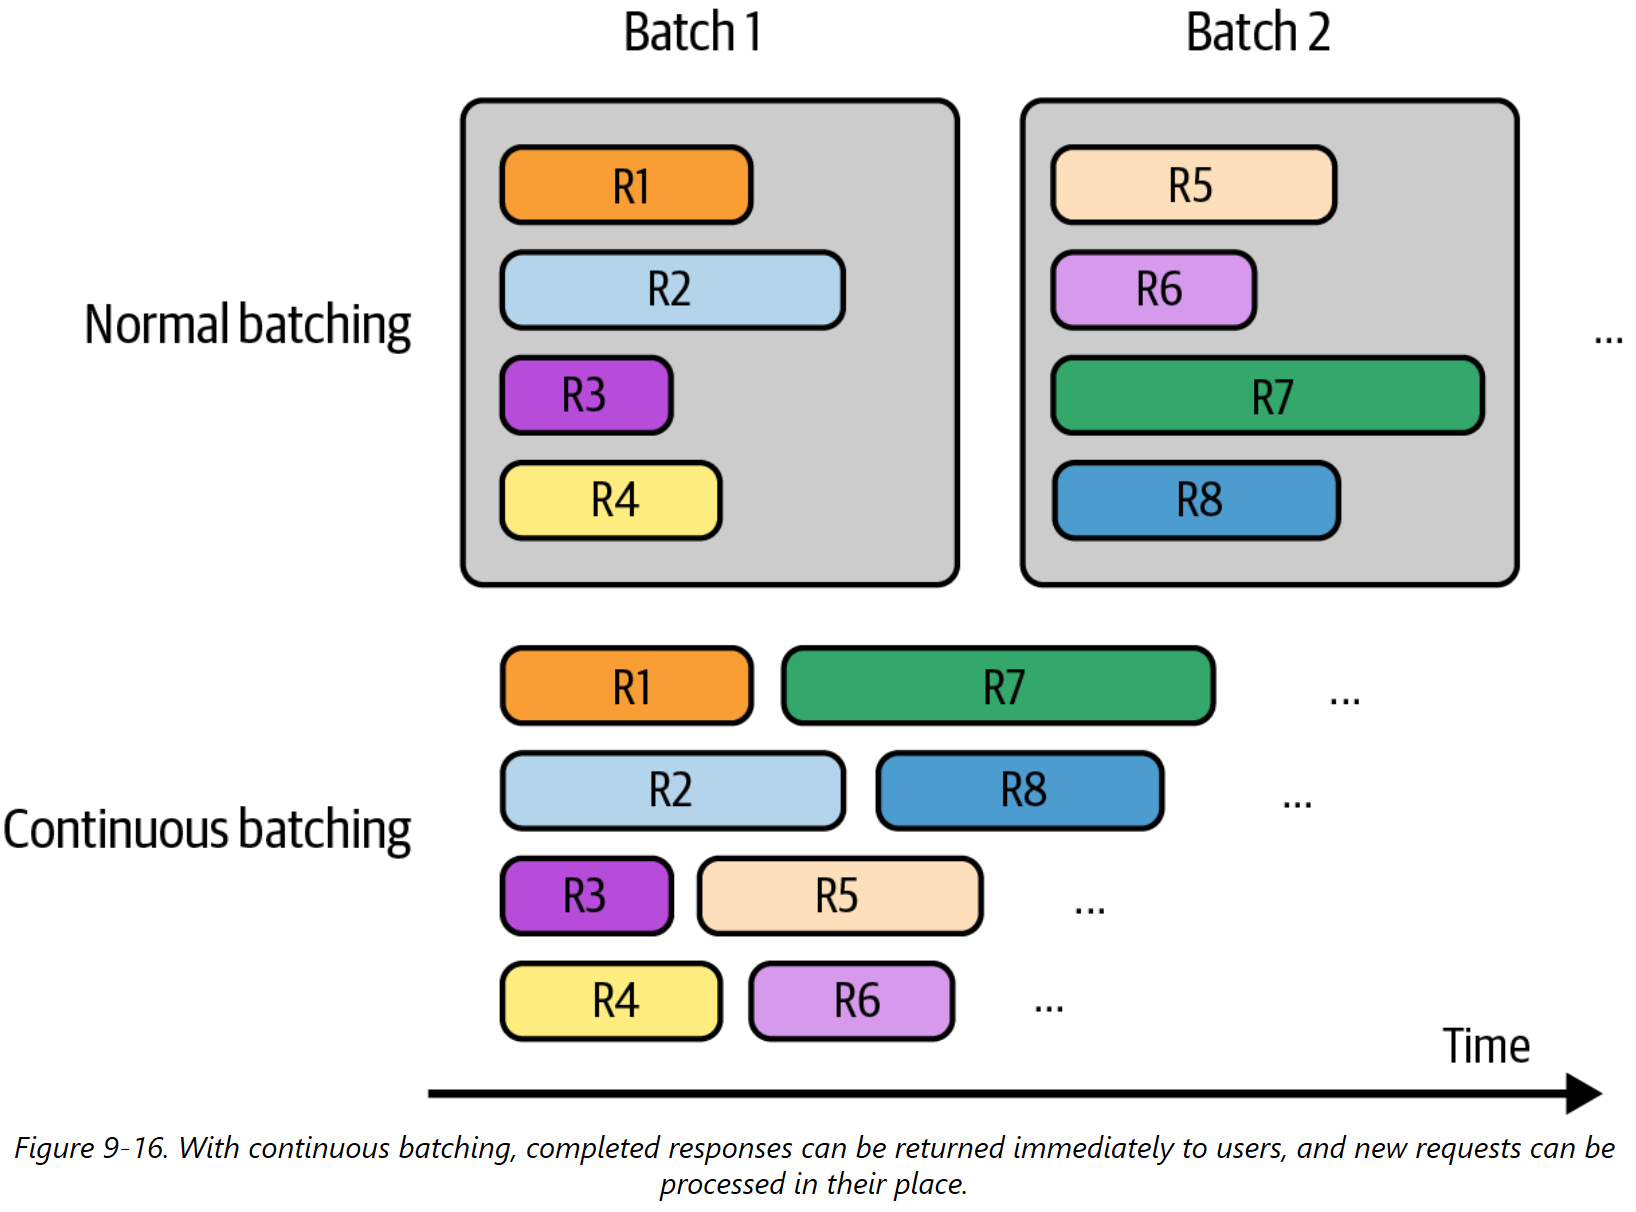 Batch 1
Batch 2
Normal batching
R1
R2
R3
R4
R5
R6
R7
R8
...
Continuous batching
R1
R7
...
R2
R8
...
R3
R5
...
R4
R6
...
Time
Figure 9-16. With continuous batching, completed responses can be returned immediately to users, and new requests can be
processed in their place.